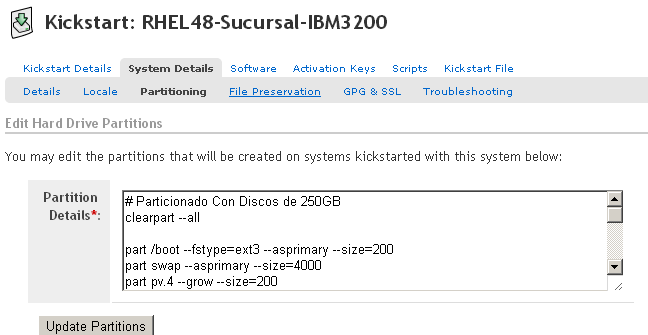 Kickstart: RHEL48-Sucursal-IBM3200
Kickstart Details System Details Software Activation Keys Scripts Kickstart File
Details Locale Partitioning File Preservation GPG & SSL Troubleshooting
Edit Hard Drive Partitions
You may edit the partitions that will be created on systems kickstarted with this system below:
Partition Details*:
# Particionado Con Discos de 250GB
clearpart --all
part /boot --fstype=ext3 --asprimary --size=200
part swap --asprimary --size=4000
part pv.4 --grow --size=200
Update Partitions